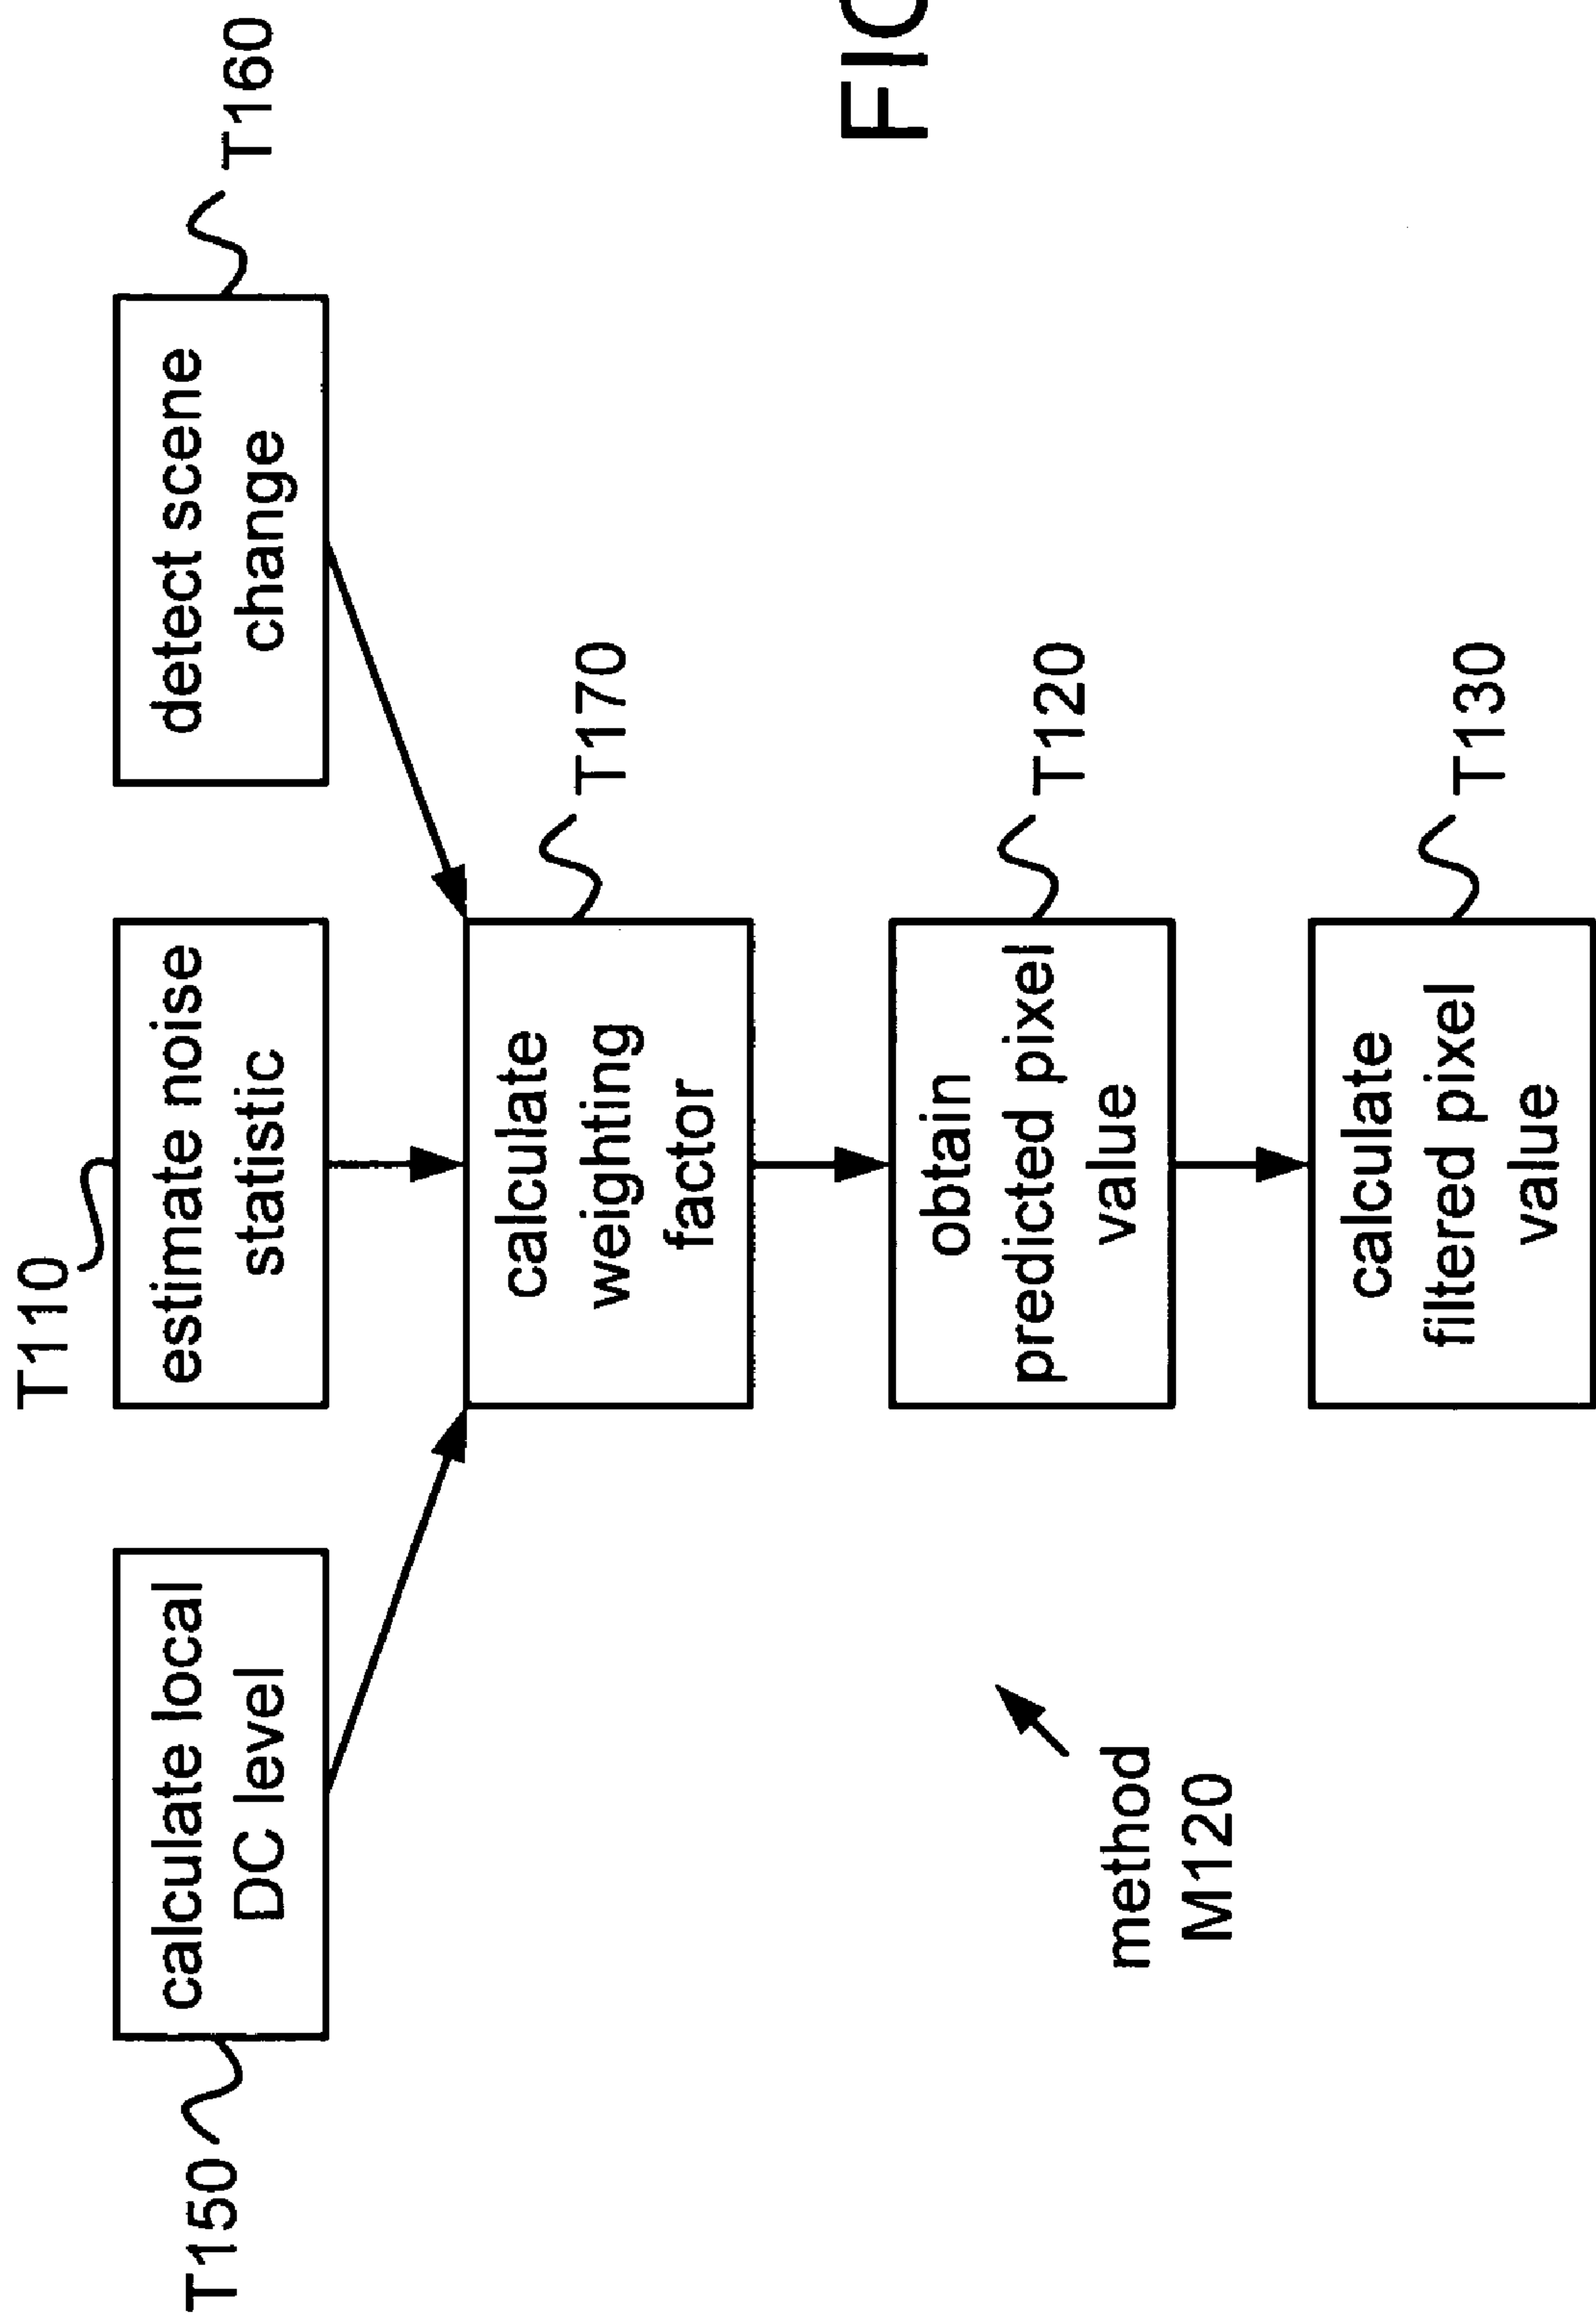 T110
T150
calculate local
DC level
estimate noise
statistic
detect scene
change
T160
calculate
weighting
factor
T170
obtain
predicted pixel
value
T120
calculate
filtered pixel
value
T130
method
M120